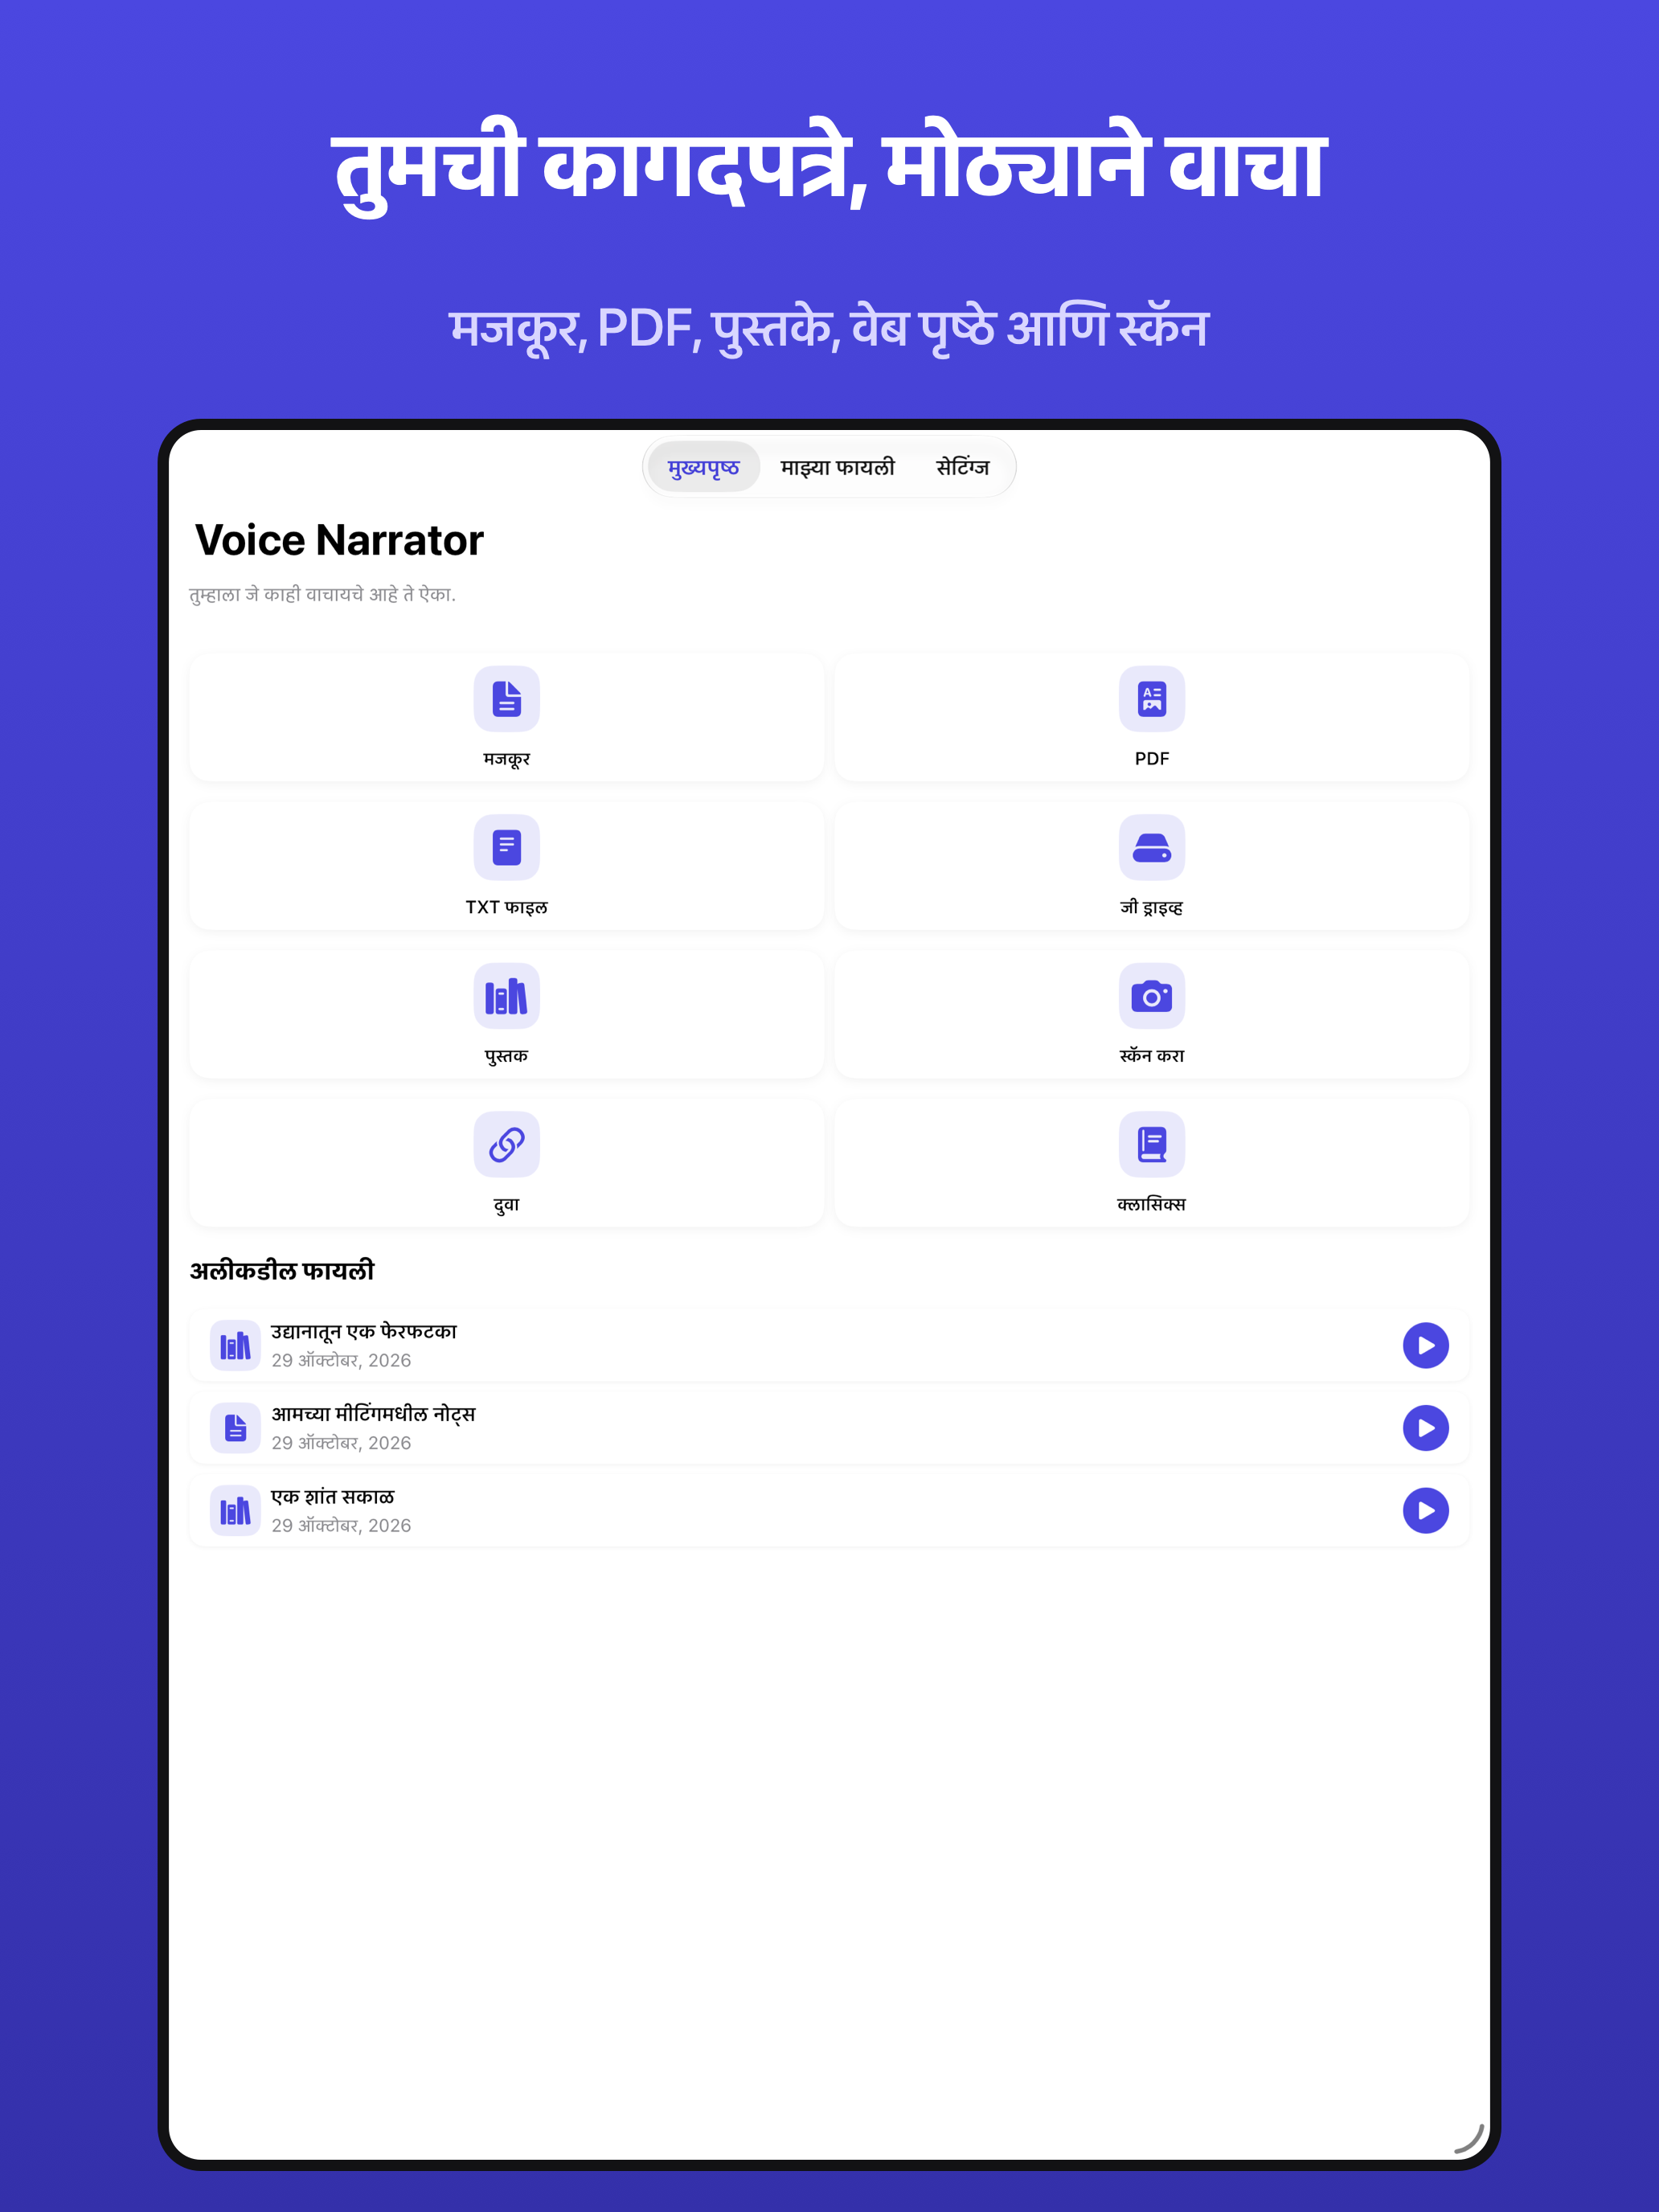 तुमची कागदपत्रे, मोठ्याने वाचा
मजकूर, PDF, पुस्तके, वेब पृष्ठे आणि स्कॅन
मुख्यपृष्ठ माझ्या फायली सेटिंग्ज
Voice Narrator
तुम्हाला जे काही वाचायचे आहे ते ऐका.
मजकूर PDF
TXT फाइल जी ड्राइव्ह
पुस्तक स्कॅन करा
दुवा क्लासिक्स
अलीकडील फायली
उद्यानातून एक फेरफटका
29 ऑक्टोबर, 2026
आमच्या मीटिंगमधील नोट्स
29 ऑक्टोबर, 2026
एक शांत सकाळ
29 ऑक्टोबर, 2026